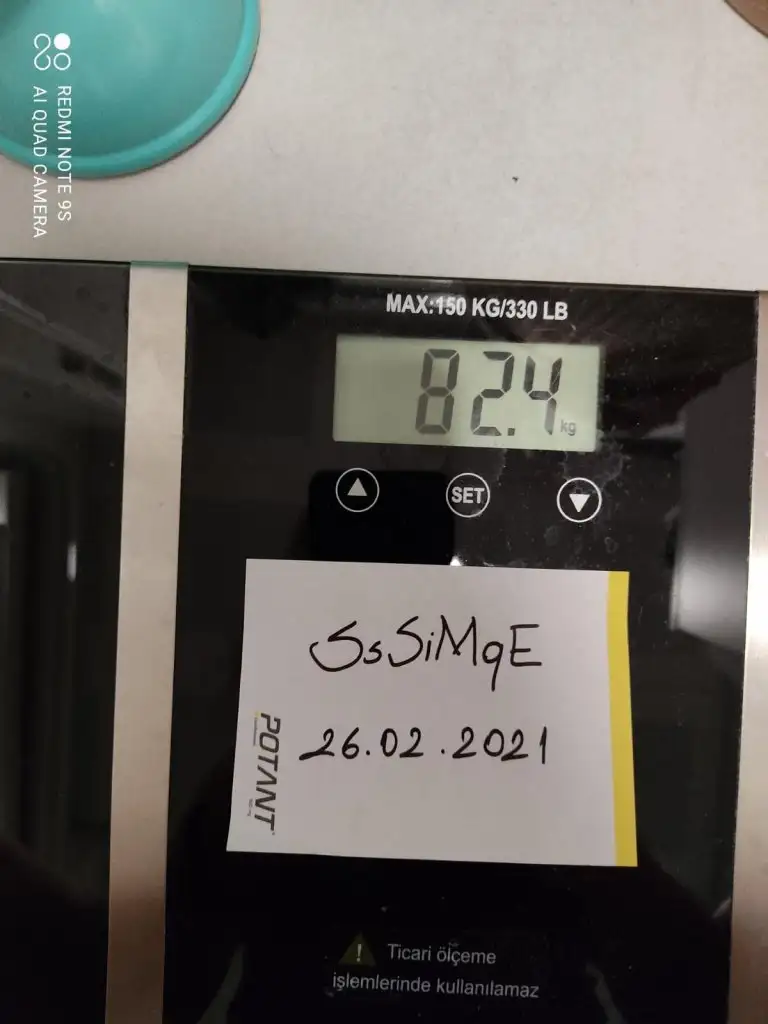 REDMI NOTE 9S
AI QUAD CAMERA
MAX:150 KG/330 LB
82.4 kg
SET
SsSiMqE
26.02.2021
POTANT
Ticari ölçeme
işlemlerinde kullanılamaz